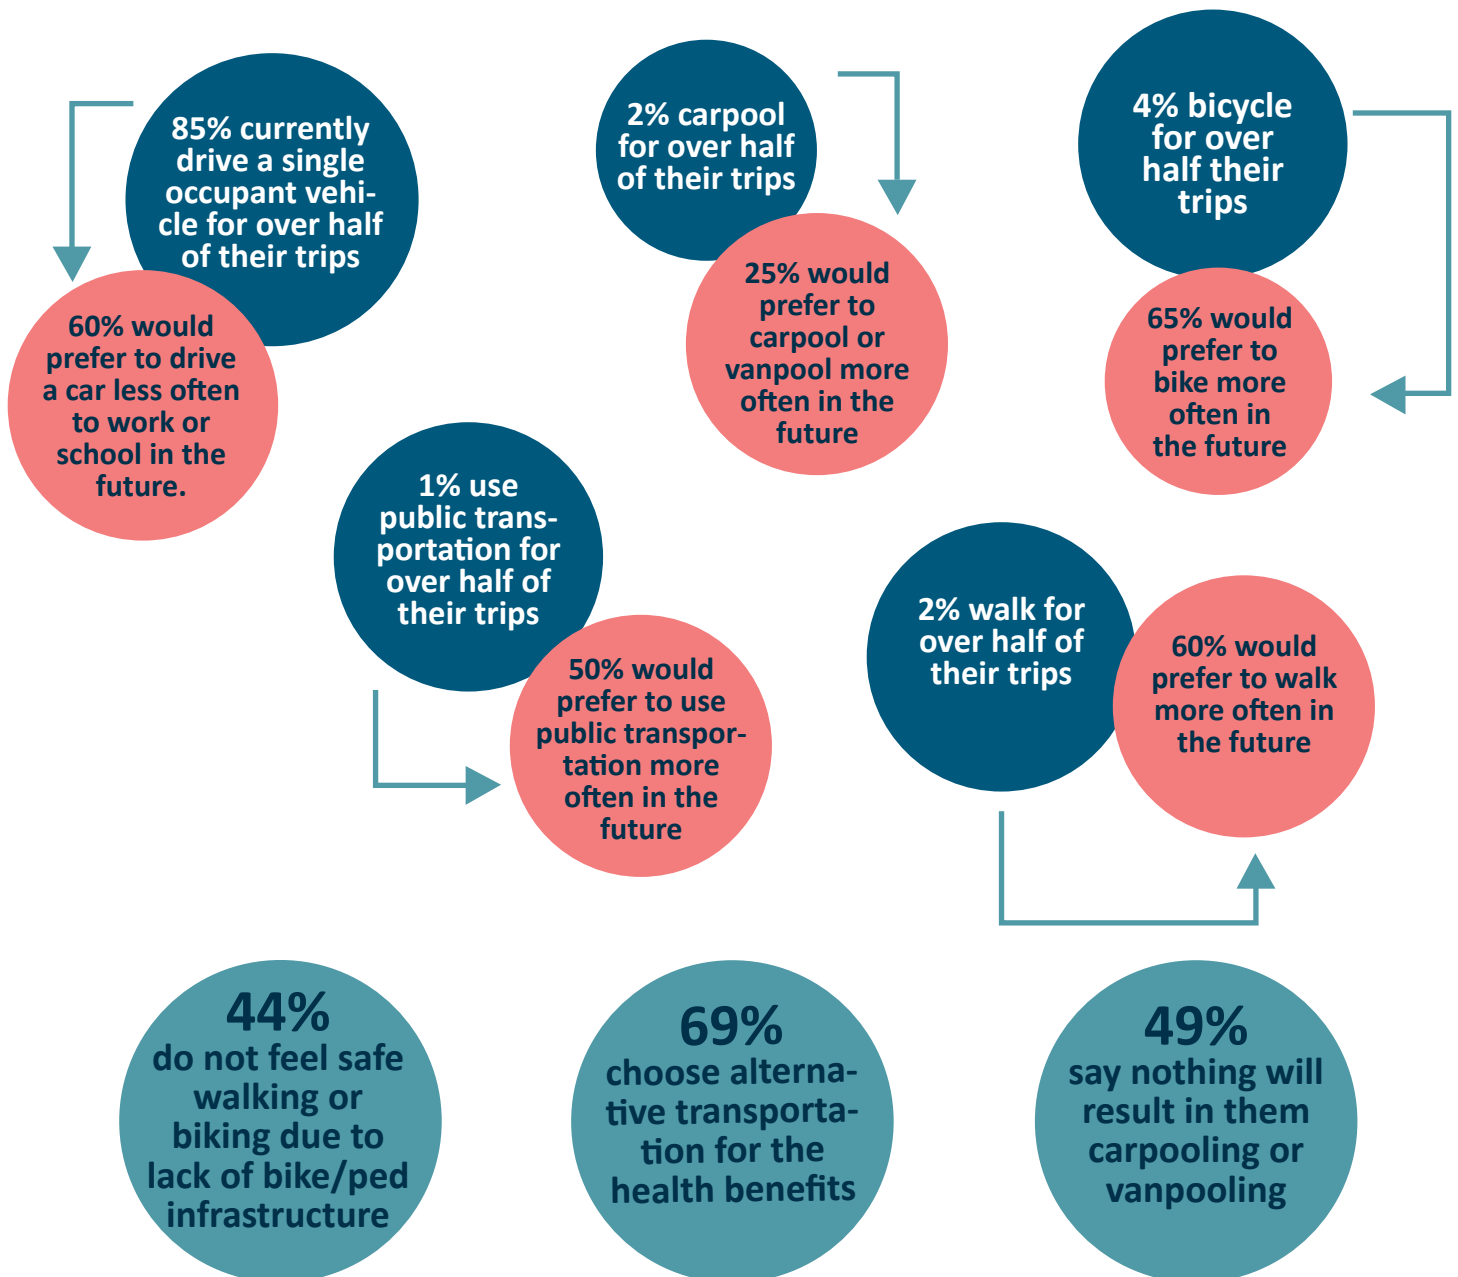 85% currently
drive a single
occupant vehi-
cle for over half
of their trips
60% would
prefer to drive
a car less often
to work or
school in the
future.
2% carpool
for over half
of their trips
25% would
prefer to
carpool or
vanpool more
often in the
future
4% bicycle
for over
half their
trips
65% would
prefer to
bike more
often in
the future
1% use
public trans-
portation for
over half of
their trips
50% would
prefer to use
public transpor-
tation more
often in the
future
2% walk for
over half of
their trips
60% would
prefer to walk
more often in
the future
44%
do not feel safe
walking or
biking due to
lack of bike/ped
infrastructure
69%
choose alterna-
tive transporta-
tion for the
health benefits
49%
say nothing will
result in them
carpooling or
vanpooling